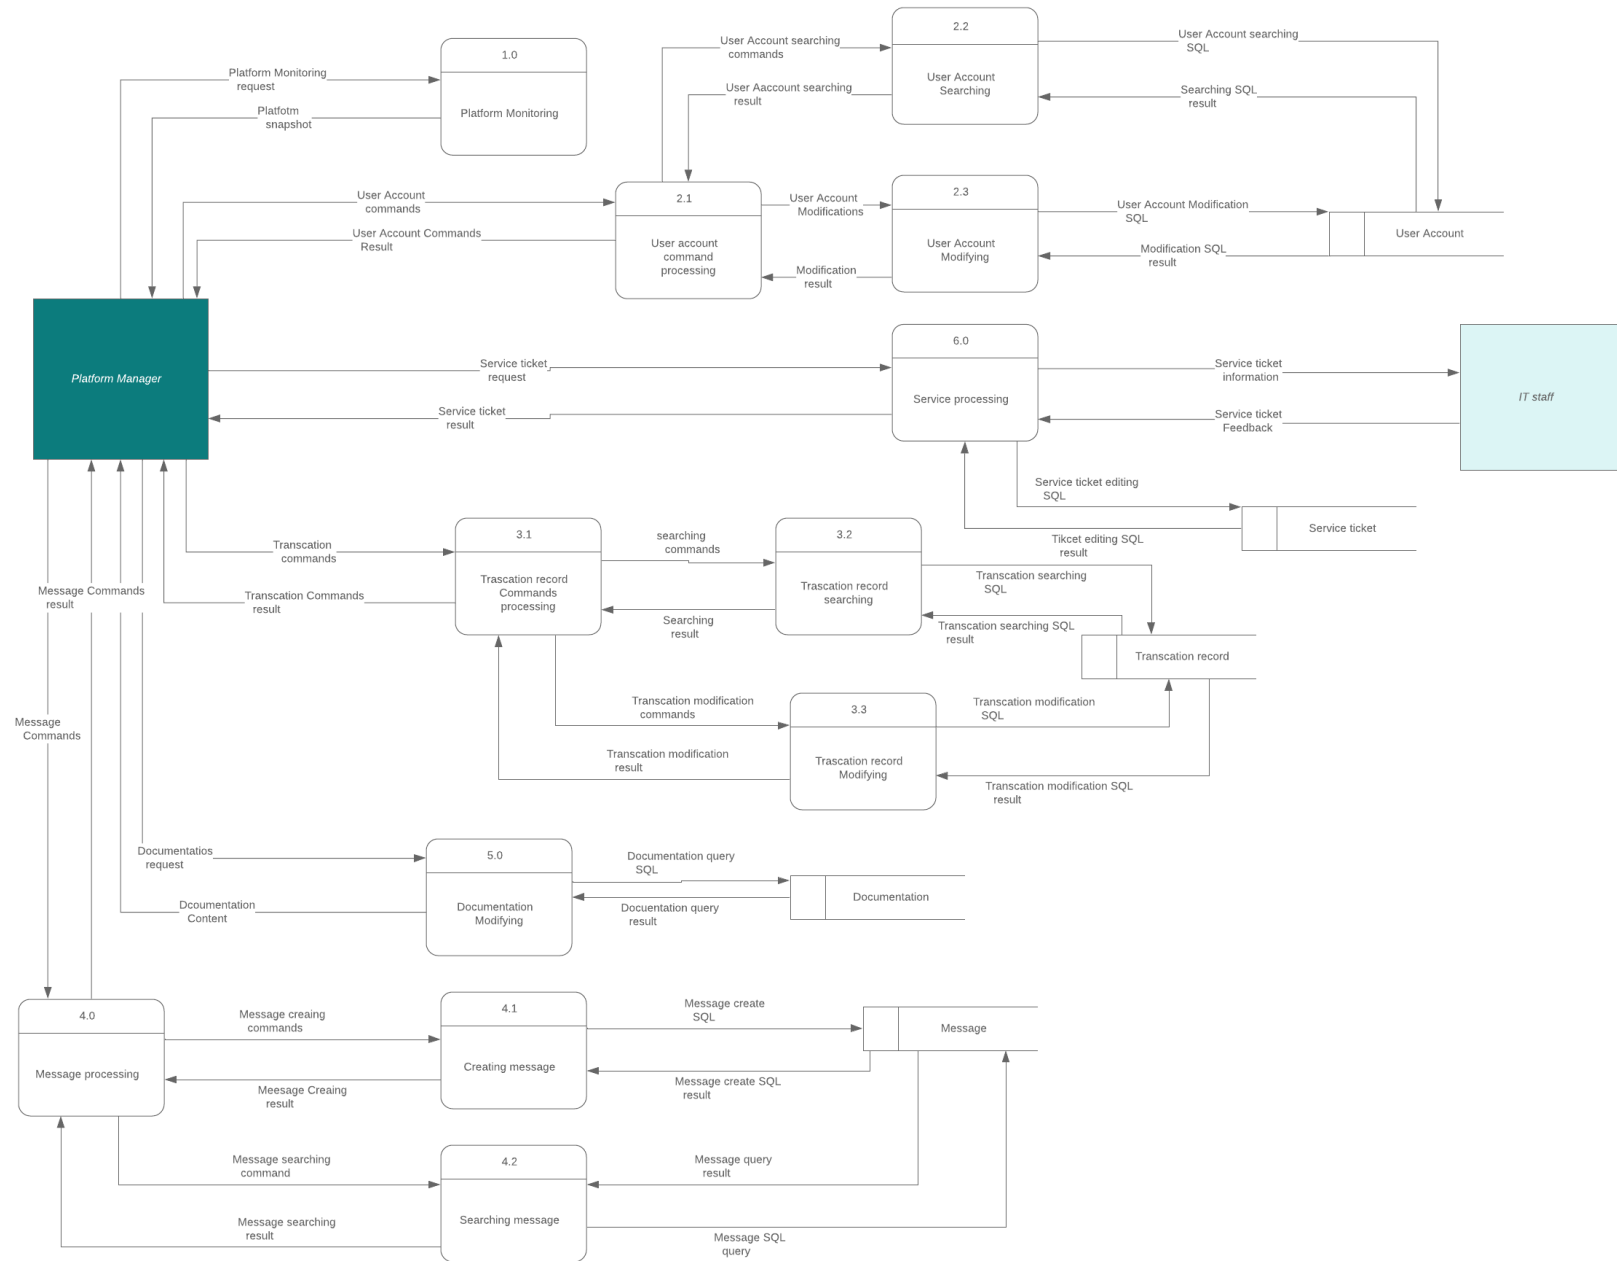 2.2
User Account Searching
User Account searching
commands
User Aaccount searching
result
User Account searching
SQL
Searching SQL
result
1.0
Platform Monitoring
Platform Monitoring
request
Platfotm
snapshot
2.1
User account
command
processing
User Account
commands
User Account Commands
Result
User Account
Modifications
Modification
result
2.3
User Account
Modifying
User Account Modification
SQL
Modification SQL
result
User Account
Platform Manager
Service ticket
request
Service ticket
result
6.0
Service processing
Service ticket
information
Service ticket
Feedback
IT staff
Service ticket editing
SQL
Tikcet editing SQL
result
Service ticket
Transcation
commands
Transcation Commands
result
3.1
Trascation record
Commands
processing
searching
commands
Searching
result
3.2
Trascation record
searching
Transcation searching
SQL
Transcation searching SQL
result
Transcation record
Transcation modification
commands
Transcation modification
result
3.3
Trascation record
Modifying
Transcation modification
SQL
Transcation modification SQL
result
Message Commands
result
Message
Commands
Documentatios
request
Dcoumentation
Content
5.0
Documentation
Modifying
Documentation query
SQL
Docuentation query
result
Documentation
4.0
Message processing
Message creaing
commands
Meesage Creaing
result
4.1
Creating message
Message create
SQL
Message create SQL
result
Message
Message searching
command
Message searching
result
4.2
Searching message
Message query
result
Message SQL
query